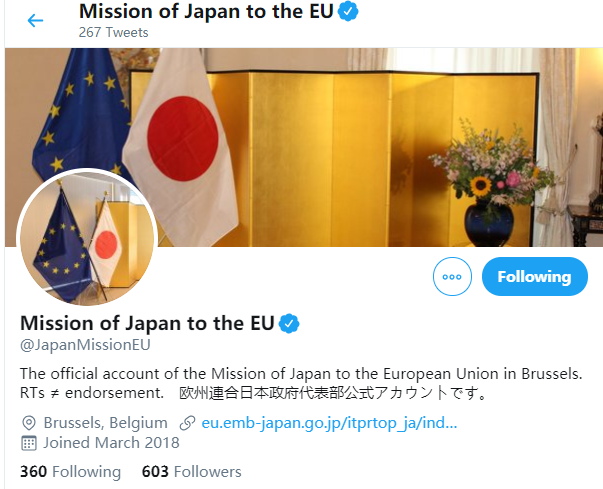 Mission of Japan to the EU
267 Tweets
Following
Mission of Japan to the EU
@JapanMissionEU
The official account of the Mission of Japan to the European Union in Brussels.
RTs ≠ endorsement.　欧州連合日本政府代表部公式アカウントです。
Brussels, Belgium eu.emb-japan.go.jp/itprtop_ja/ind...
Joined March 2018
360 Following 603 Followers